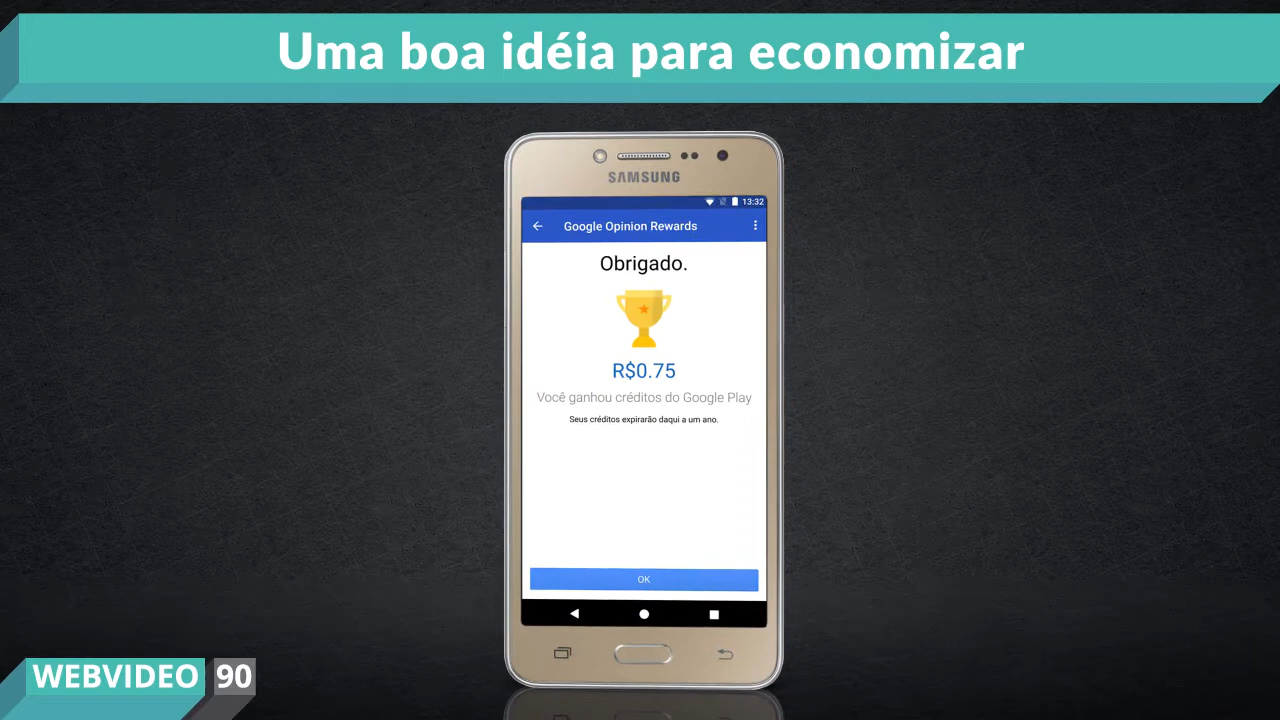 Uma boa idéia para economizar
SAMSUNG
13:32
Google Opinion Rewards
Obrigado.
R$0.75
Você ganhou créditos do Google Play
Seus créditos expirarão daqui a um ano.
OK
WEBVIDEO 90